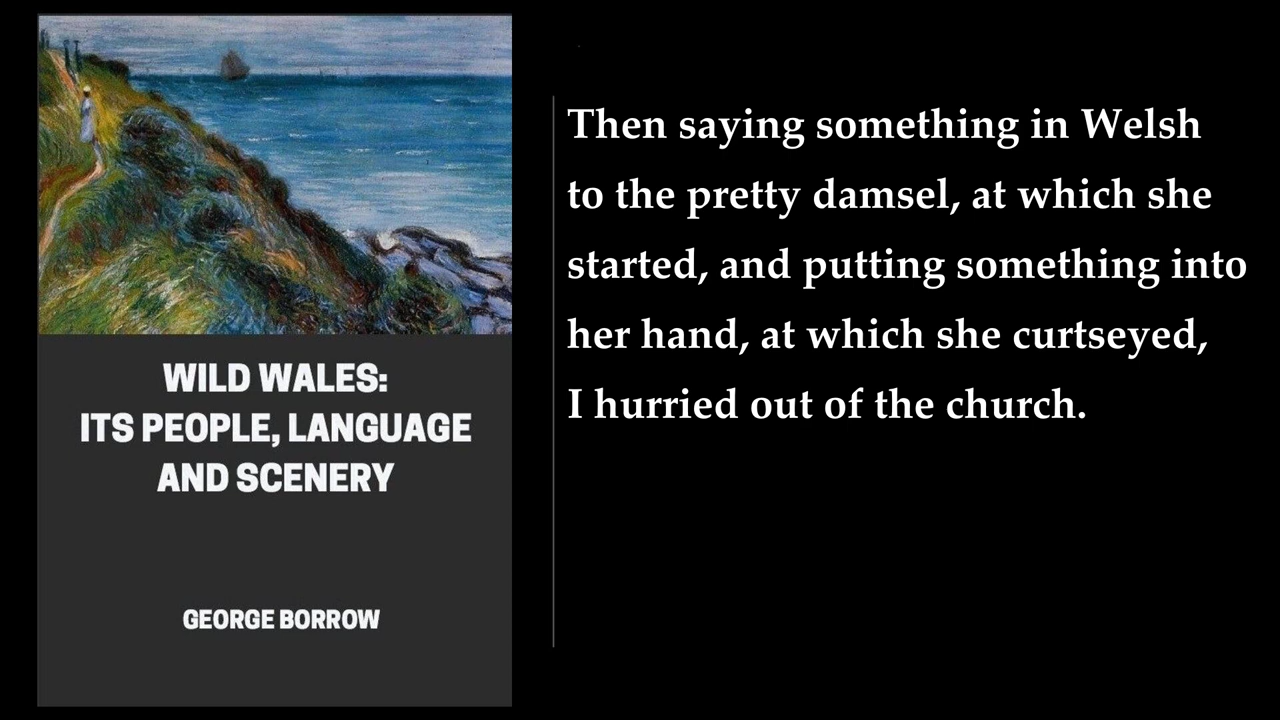 WILD WALES:
ITS PEOPLE, LANGUAGE
AND SCENERY
GEORGE BORROW
Then saying something in Welsh
to the pretty damsel, at which she
started, and putting something into
her hand, at which she curtseyed,
I hurried out of the church.